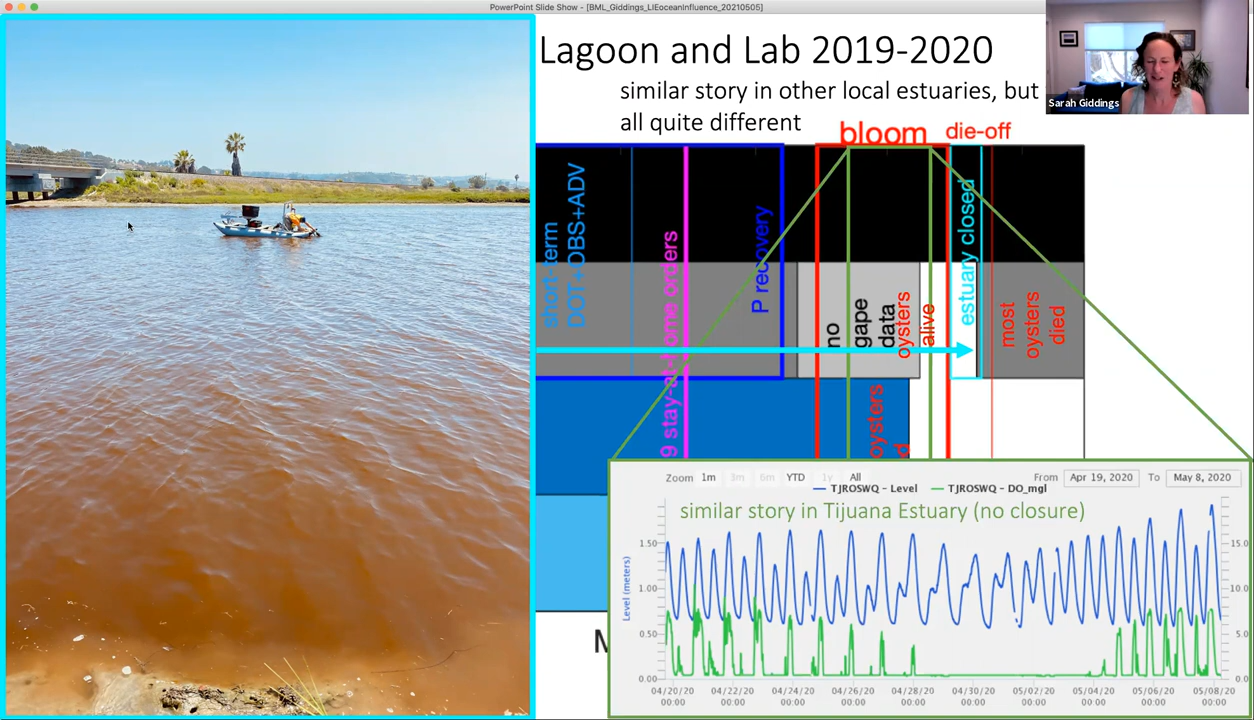 PowerPoint Slide Show - [BML_Giddings_LIEoceanInfluence_20210505]
Lagoon and Lab 2019-2020
similar story in other local estuaries, but
all quite different
Sarah Giddings
bloom
die-off
short-term
DOT+OBS+ADV
9 stay-at-home orders
P recovery
no
gape
data
oysters
alive
estuary closed
most
oysters
died
oysters
d
M
Zoom 1m 3m 6m YTD 1y All
From Apr 19, 2020 To May 8, 2020
TJROSWQ - Level TJROSWQ - DO_mgl
similar story in Tijuana Estuary (no closure)
Level (meters)
1.50
1.00
0.50
0.00
15.0
10.0
5.0
0.0
04/20/20 04/22/20 04/24/20 04/26/20 04/28/20 04/30/20 05/02/20 05/04/20 05/06/20 05/08/20
00:00 00:00 00:00 00:00 00:00 00:00 00:00 00:00 00:00 00:00